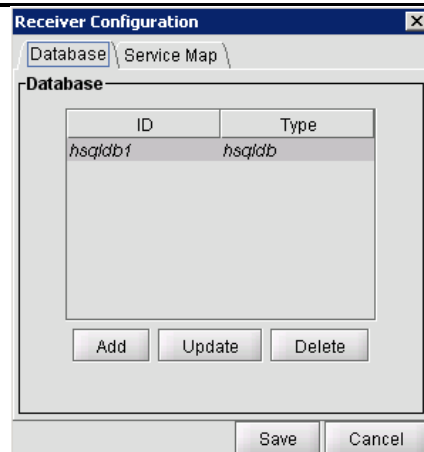 Receiver Configuration
Database Service Map
Database
ID Type
hsqldb1 hsqldb
Add Update Delete
Save Cancel